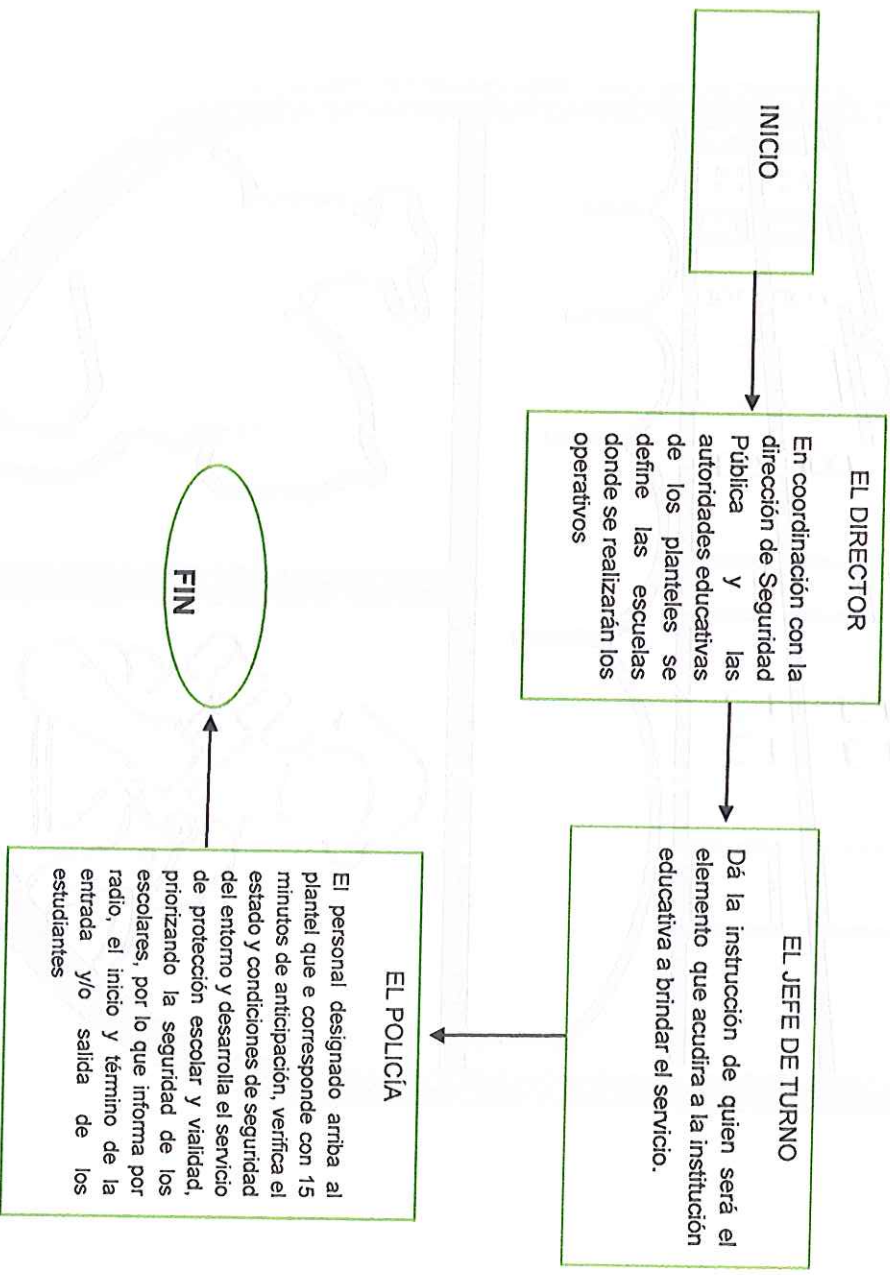 INICIO
EL DIRECTOR
En coordinación con la
dirección de Seguridad
Pública y las
autoridades educativas
de los planteles se
define las escuelas
donde se realizarán los
operativos
EL JEFE DE TURNO
Dá la instrucción de quien será el
elemento que acudira a la institución
educativa a brindar el servicio.
EL POLICÍA
El personal designado arriba al
plantel que e corresponde con 15
minutos de anticipación, verifica el
estado y condiciones de seguridad
del entorno y desarrolla el servicio
de protección escolar y vialidad,
priorizando la seguridad de los
escolares, por lo que informa por
radio, el inicio y término de la
entrada y/o salida de los
estudiantes
FIN